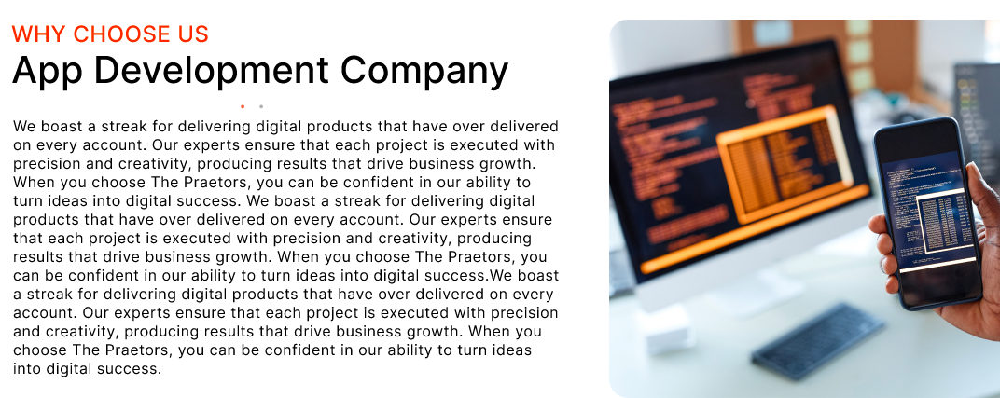 WHY CHOOSE US
App Development Company
We boast a streak for delivering digital products that have over delivered
on every account. Our experts ensure that each project is executed with
precision and creativity, producing results that drive business growth.
When you choose The Praetors, you can be confident in our ability to
turn ideas into digital success. We boast a streak for delivering digital
products that have over delivered on every account. Our experts ensure
that each project is executed with precision and creativity, producing
results that drive business growth. When you choose The Praetors, you
can be confident in our ability to turn ideas into digital success.We boast
a streak for delivering digital products that have over delivered on every
account. Our experts ensure that each project is executed with precision
and creativity, producing results that drive business growth. When you
choose The Praetors, you can be confident in our ability to turn ideas
into digital success.